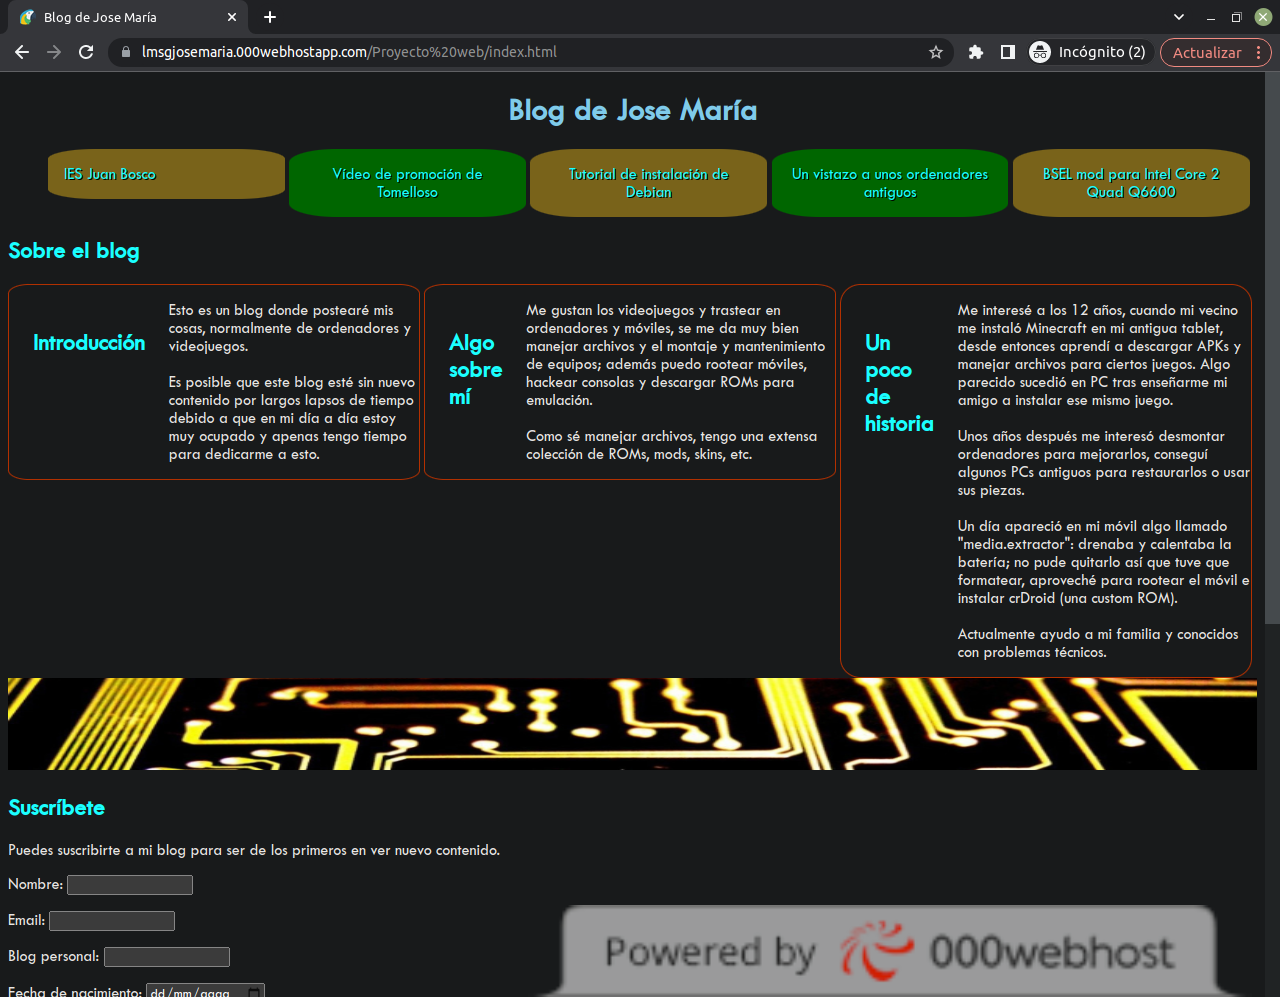 Blog de Jose María
lmsgjosemaria.000webhostapp.com/Proyecto%20web/index.html
Incógnito (2)
Actualizar
Blog de Jose María
IES Juan Bosco
Vídeo de promoción de
Tomelloso
Tutorial de instalación de
Debian
Un vistazo a unos ordenadores
antiguos
BSEL mod para Intel Core 2
Quad Q6600
Sobre el blog
Introducción
Esto es un blog donde postearé mis
cosas, normalmente de ordenadores y
videojuegos.
Es posible que este blog esté sin nuevo
contenido por largos lapsos de tiempo
debido a que en mi día a día estoy
muy ocupado y apenas tengo tiempo
para dedicarme a esto.
Algo
sobre
mí
Me gustan los videojuegos y trastear en
ordenadores y móviles, se me da muy bien
manejar archivos y el montaje y mantenimiento
de equipos; además puedo rootear móviles,
hackear consolas y descargar ROMs para
emulación.
Como sé manejar archivos, tengo una extensa
colección de ROMs, mods, skins, etc.
Un
poco
de
historia
Me interesé a los 12 años, cuando mi vecino
me instaló Minecraft en mi antigua tablet,
desde entonces aprendí a descargar APKs y
manejar archivos para ciertos juegos. Algo
parecido sucedió en PC tras enseñarme mi
amigo a instalar ese mismo juego.
Unos años después me interesó desmontar
ordenadores para mejorarlos, conseguí
algunos PCs antiguos para restaurarlos o usar
sus piezas.
Un día apareció en mi móvil algo llamado
"media.extractor": drenaba y calentaba la
batería; no pude quitarlo así que tuve que
formatear, aproveché para rootear el móvil e
instalar crDroid (una custom ROM).
Actualmente ayudo a mi familia y conocidos
con problemas técnicos.
Suscríbete
Puedes suscribirte a mi blog para ser de los primeros en ver nuevo contenido.
Nombre:
Email:
Blog personal:
Fecha de nacimiento: dd/mm/aaaa
Powered by 000webhost